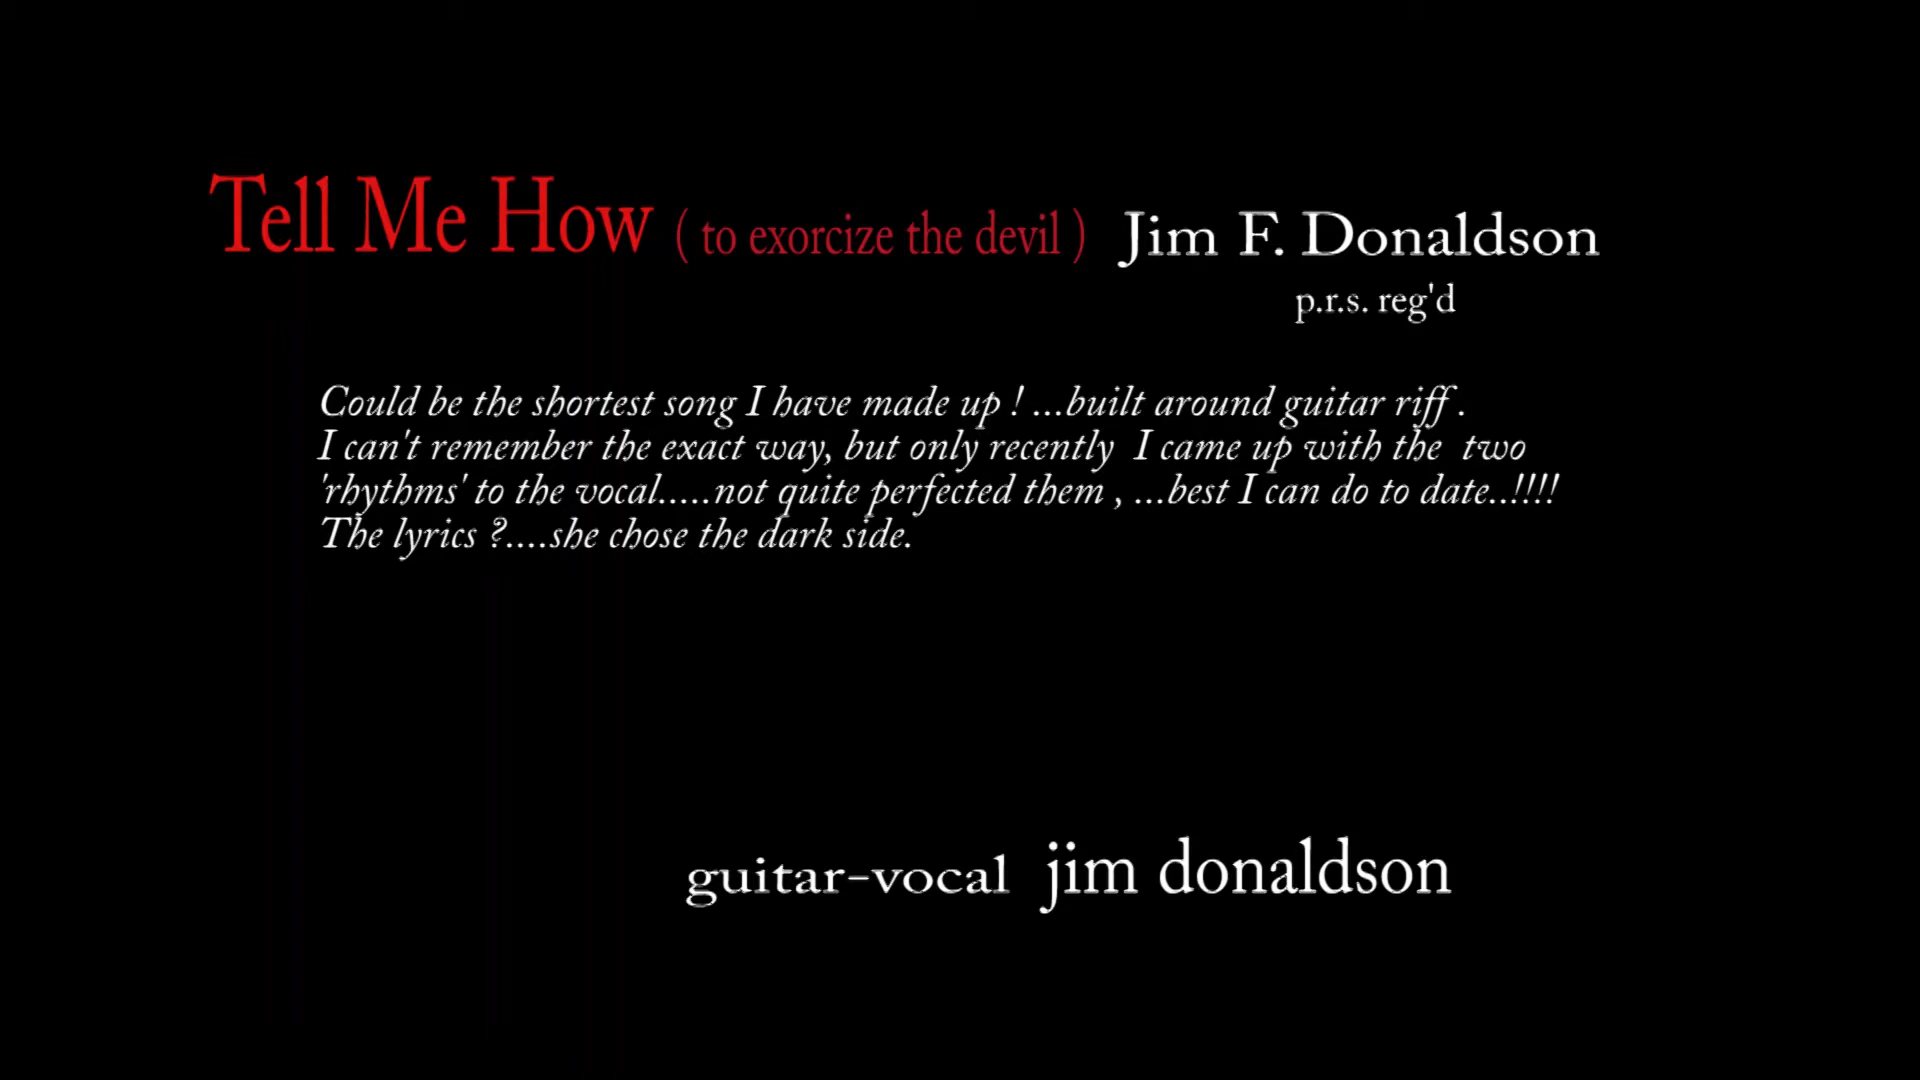 Tell Me How ( to exorcize the devil ) Jim F. Donaldson
p.r.s. reg'd
Could be the shortest song I have made up ! ...built around guitar riff .
I can't remember the exact way, but only recently I came up with the two
'rhythms' to the vocal.....not quite perfected them , ...best I can do to date..!!!!
The lyrics ?....she chose the dark side.
guitar-vocal jim donaldson